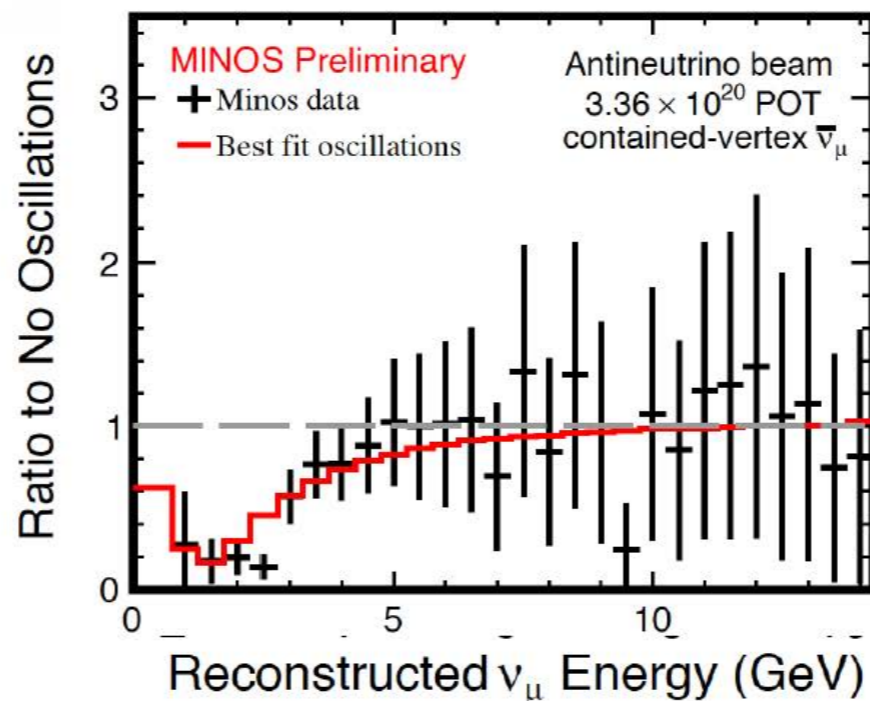 Ratio to No Oscillations
MINOS Preliminary
Minos data
Best fit oscillations
Antineutrino beam
3.36 × 10²⁰ POT
contained-vertex ν̅μ
3
2
1
0
0 5 10
Reconstructed νμ Energy (GeV)